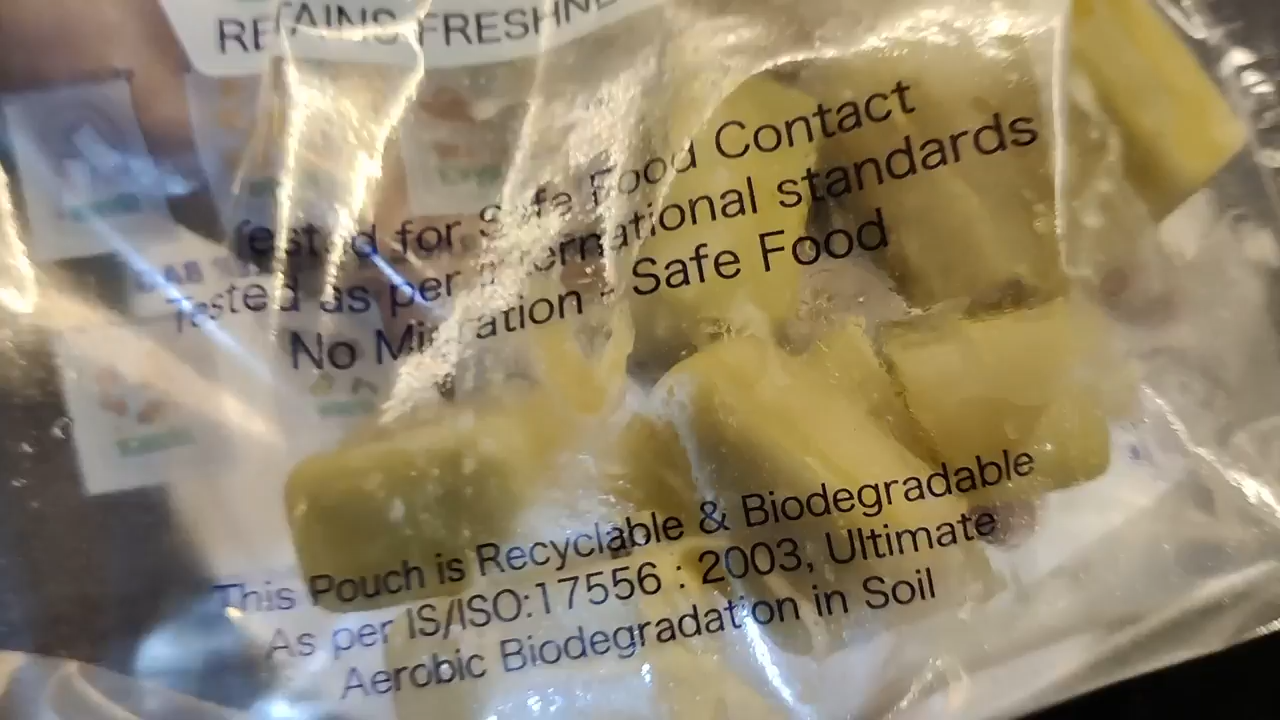 RETAINS FRESHNE
Tested for Safe Food Contact
Tested as per International standards
No Migration - Safe Food
This Pouch is Recyclable & Biodegradable
As per IS/ISO:17556 : 2003, Ultimate
Aerobic Biodegradation in Soil